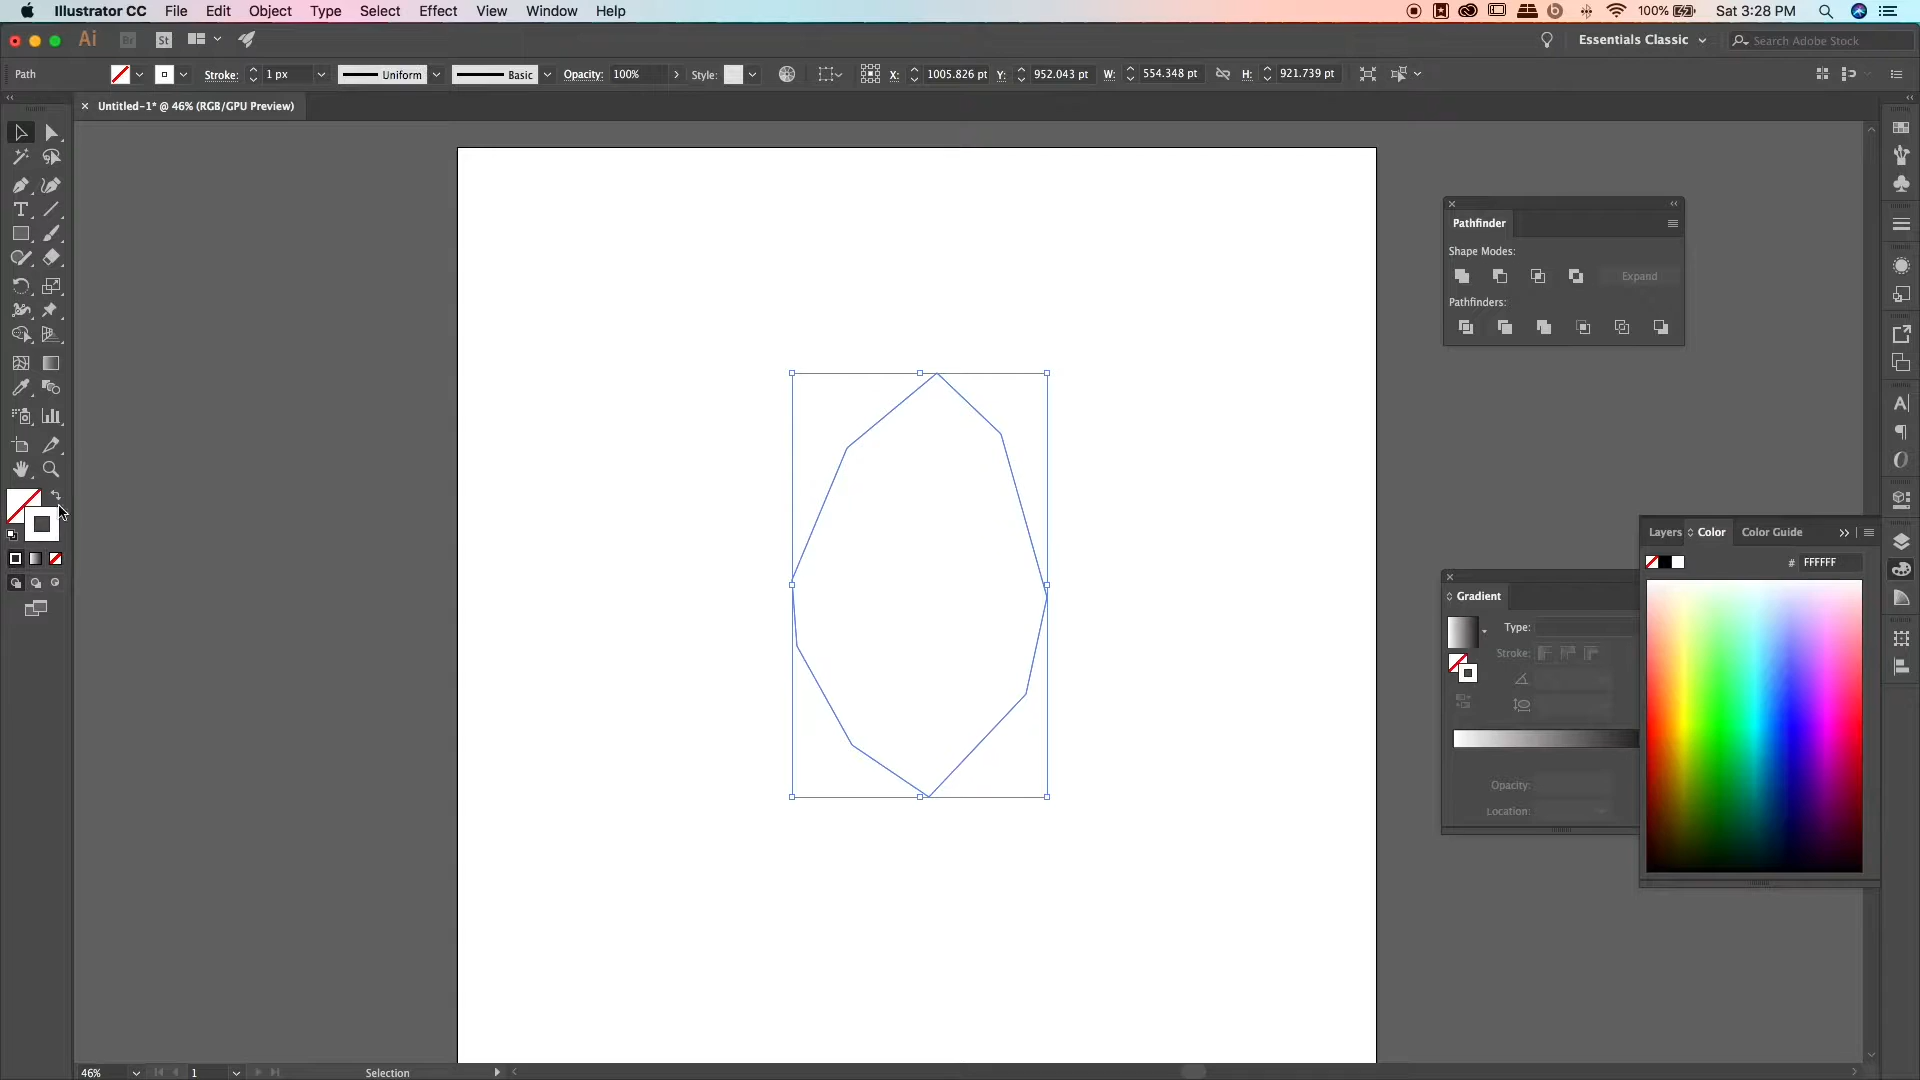 Illustrator CC File Edit Object Type Select Effect View Window Help 100% Sat 3:28 PM
Ai Br St Essentials Classic Search Adobe Stock
Path Stroke: 1 px Uniform Basic Opacity: 100% Style: X: 1005.826 pt Y: 952.043 pt W: 554.348 pt H: 921.739 pt
× Untitled-1* @ 46% (RGB/GPU Preview)
Pathfinder
Shape Modes:
Expand
Pathfinders:
Layers Color Color Guide
# FFFFFF
Gradient
Type:
Stroke:
Opacity:
Location:
46% 1 Selection